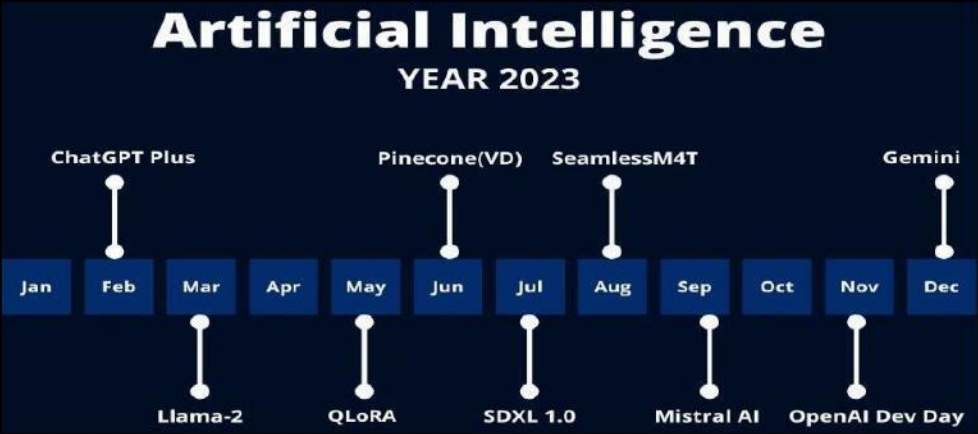 Artificial Intelligence
YEAR 2023
ChatGPT Plus Pinecone(VD) SeamlessM4T Gemini
Jan Feb Mar Apr May Jun Jul Aug Sep Oct Nov Dec
Llama-2 QLoRA SDXL 1.0 Mistral AI OpenAI Dev Day